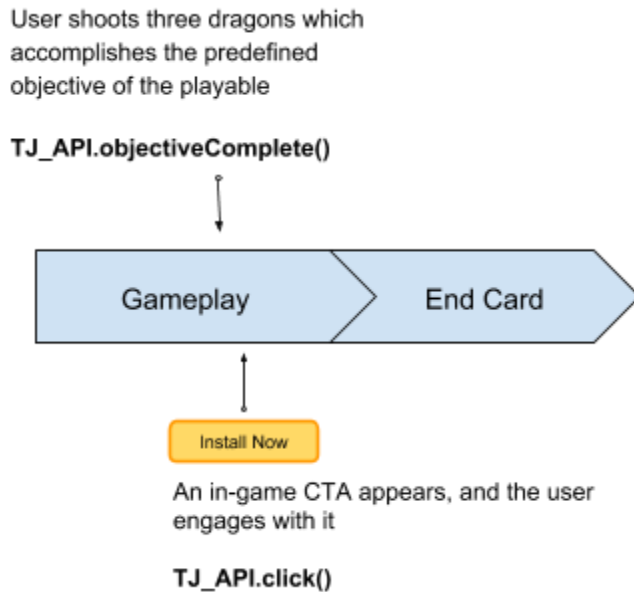 User shoots three dragons which
accomplishes the predefined
objective of the playable
TJ_API.objectiveComplete()
Gameplay
End Card
Install Now
An in-game CTA appears, and the user
engages with it
TJ_API.click()